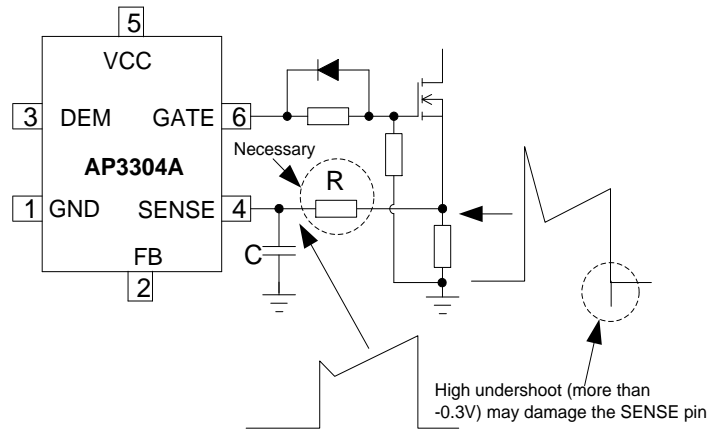 5
VCC
3 DEM GATE 6
Necessary
AP3304A
R
1 GND SENSE 4
C
FB
2
High undershoot (more than
-0.3V) may damage the SENSE pin